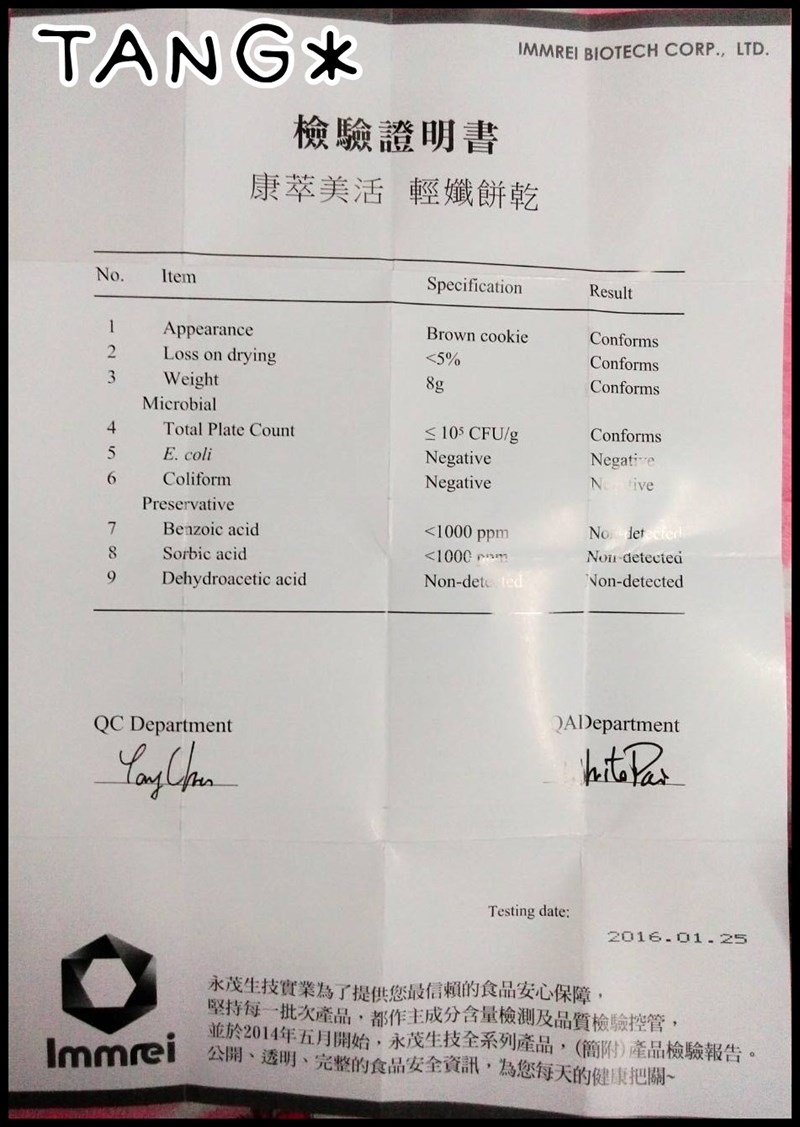 TANG*
IMMREI BIOTECH CORP., LTD.
檢驗證明書
康萃美活 輕孅餅乾
No. Item Specification Result
1 Appearance Brown cookie Conforms
2 Loss on drying <5% Conforms
3 Weight 8g Conforms
Microbial
4 Total Plate Count ≤ 10⁵ CFU/g Conforms
5 E. coli Negative Negative
6 Coliform Negative
Preservative
7 Benzoic acid <1000 ppm
8 Sorbic acid <1000 ppm Non-detected
9 Dehydroacetic acid Non-detected Non-detected
QC Department QA Department
Testing date:
2016.01.25
永茂生技實業為了提供您最信賴的食品安心保障，
堅持每一批次產品，都作主成分含量檢測及品質檢驗控管，
並於2014年五月開始，永茂生技全系列產品，(簡附)產品檢驗報告。
公開、透明、完整的食品安全資訊，為您每天的健康把關~
Immrei